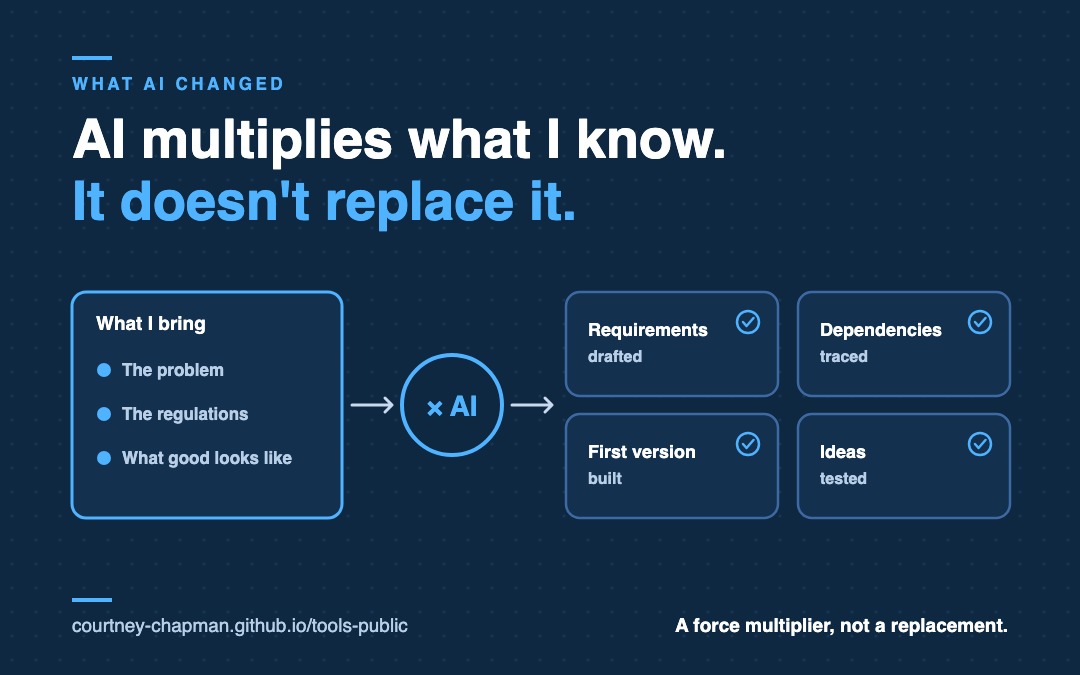 WHAT AI CHANGED
AI multiplies what I know.
It doesn't replace it.
What I bring
The problem
The regulations
What good looks like
× AI
Requirements
drafted
Dependencies
traced
First version
built
Ideas
tested
courtney-chapman.github.io/tools-public
A force multiplier, not a replacement.